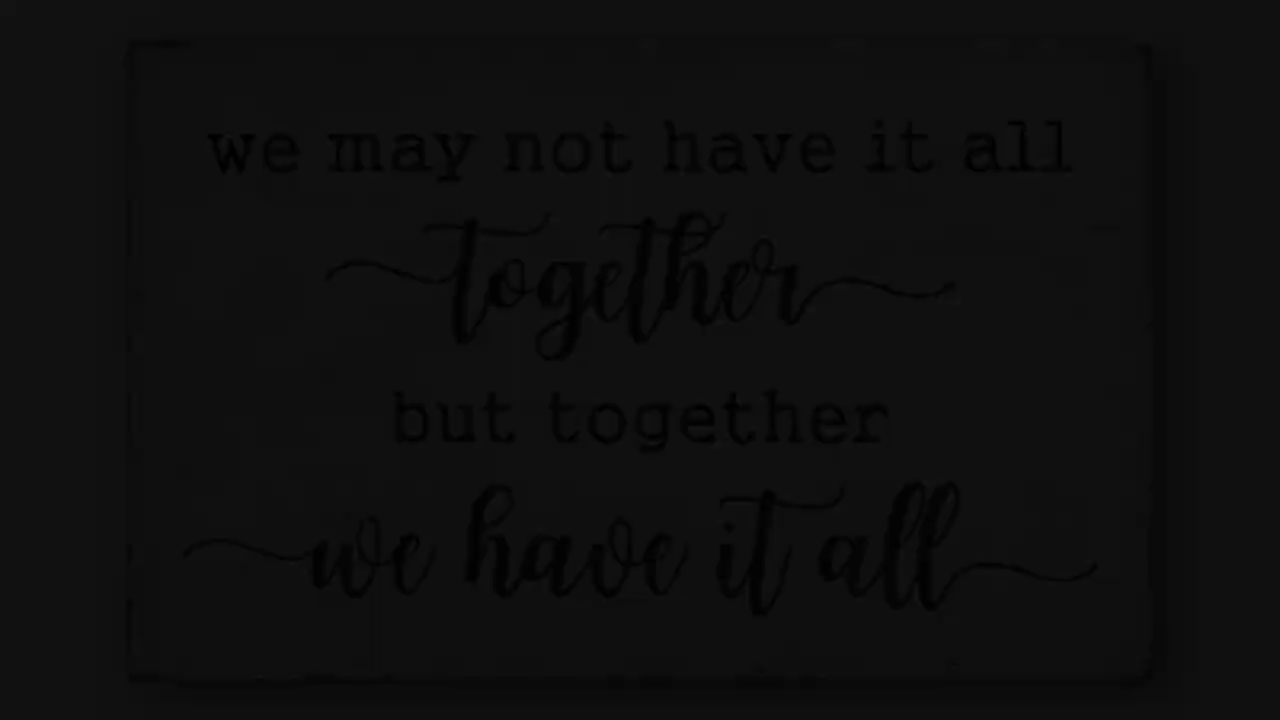 we may not have it all
together
but together
we have it all